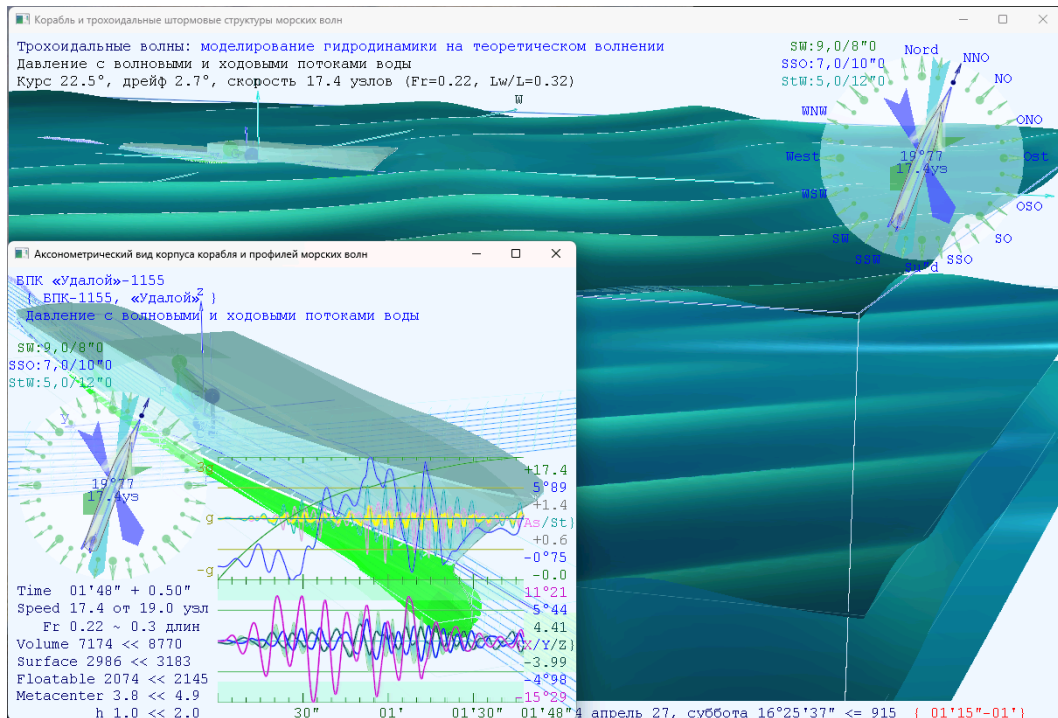 Корабль и трохоидальные штормовые структуры морских волн
Трохоидальные волны: моделирование гидродинамики на теоретическом волнении
Давление с волновыми и ходовыми потоками воды
Курс 22.5°, дрейф 2.7°, скорость 17.4 узлов (Fr=0.22, Lw/L=0.32)
W
SW:9,0/8"0
SSO:7,0/10"0
StW:5,0/12"0
Nord
NNO
NO
ONO
Ost
OSO
SO
SSO
Su"d
SSW
SW
WSW
West
WNW
19°77
17.4уз
Аксонометрический вид корпуса корабля и профилей морских волн
ВПК «Удалой»-1155
{ ВПК-1155, «Удалой» }
Давление с волновыми и ходовыми потоками воды
z
SW:9,0/8"0
SSO:7,0/10"0
StW:5,0/12"0
y
19°77
17.4уз
3g
g
-g
+17.4
5°89
+1.4
(As/St)
+0.6
-0°75
-0.0
11°21
5°44
4.41
(X/Y/Z)
-3.99
-4°98
-15°29
Time 01'48" + 0.50"
Speed 17.4 от 19.0 узл
Fr 0.22 ~ 0.3 длин
Volume 7174 << 8770
Surface 2986 << 3183
Floatable 2074 << 2145
Metacenter 3.8 << 4.9
h 1.0 << 2.0
30" 01' 01'30" 01'48"
4 апрель 27, суббота 16°25'37" <= 915 { 01'15"-01'}